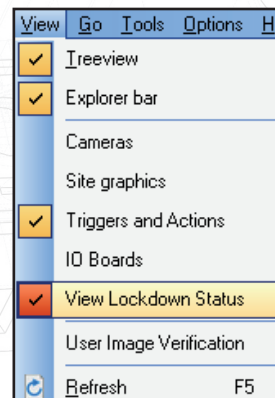 View Go Tools Options H
Treeview
Explorer bar
Cameras
Site graphics
Triggers and Actions
IO Boards
View Lockdown Status
User Image Verification
Refresh F5